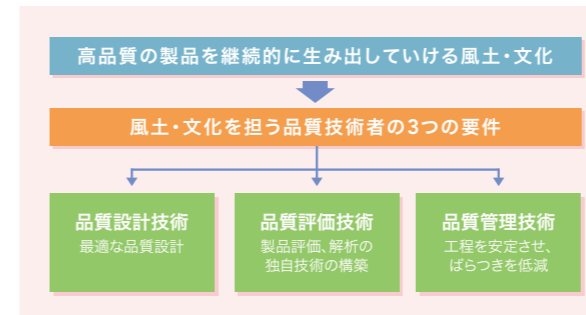 高品質の製品を継続的に生み出していける風土・文化
風土・文化を担う品質技術者の3つの要件
品質設計技術
最適な品質設計
品質評価技術
製品評価、解析の
独自技術の構築
品質管理技術
工程を安定させ、
ばらつきを低減